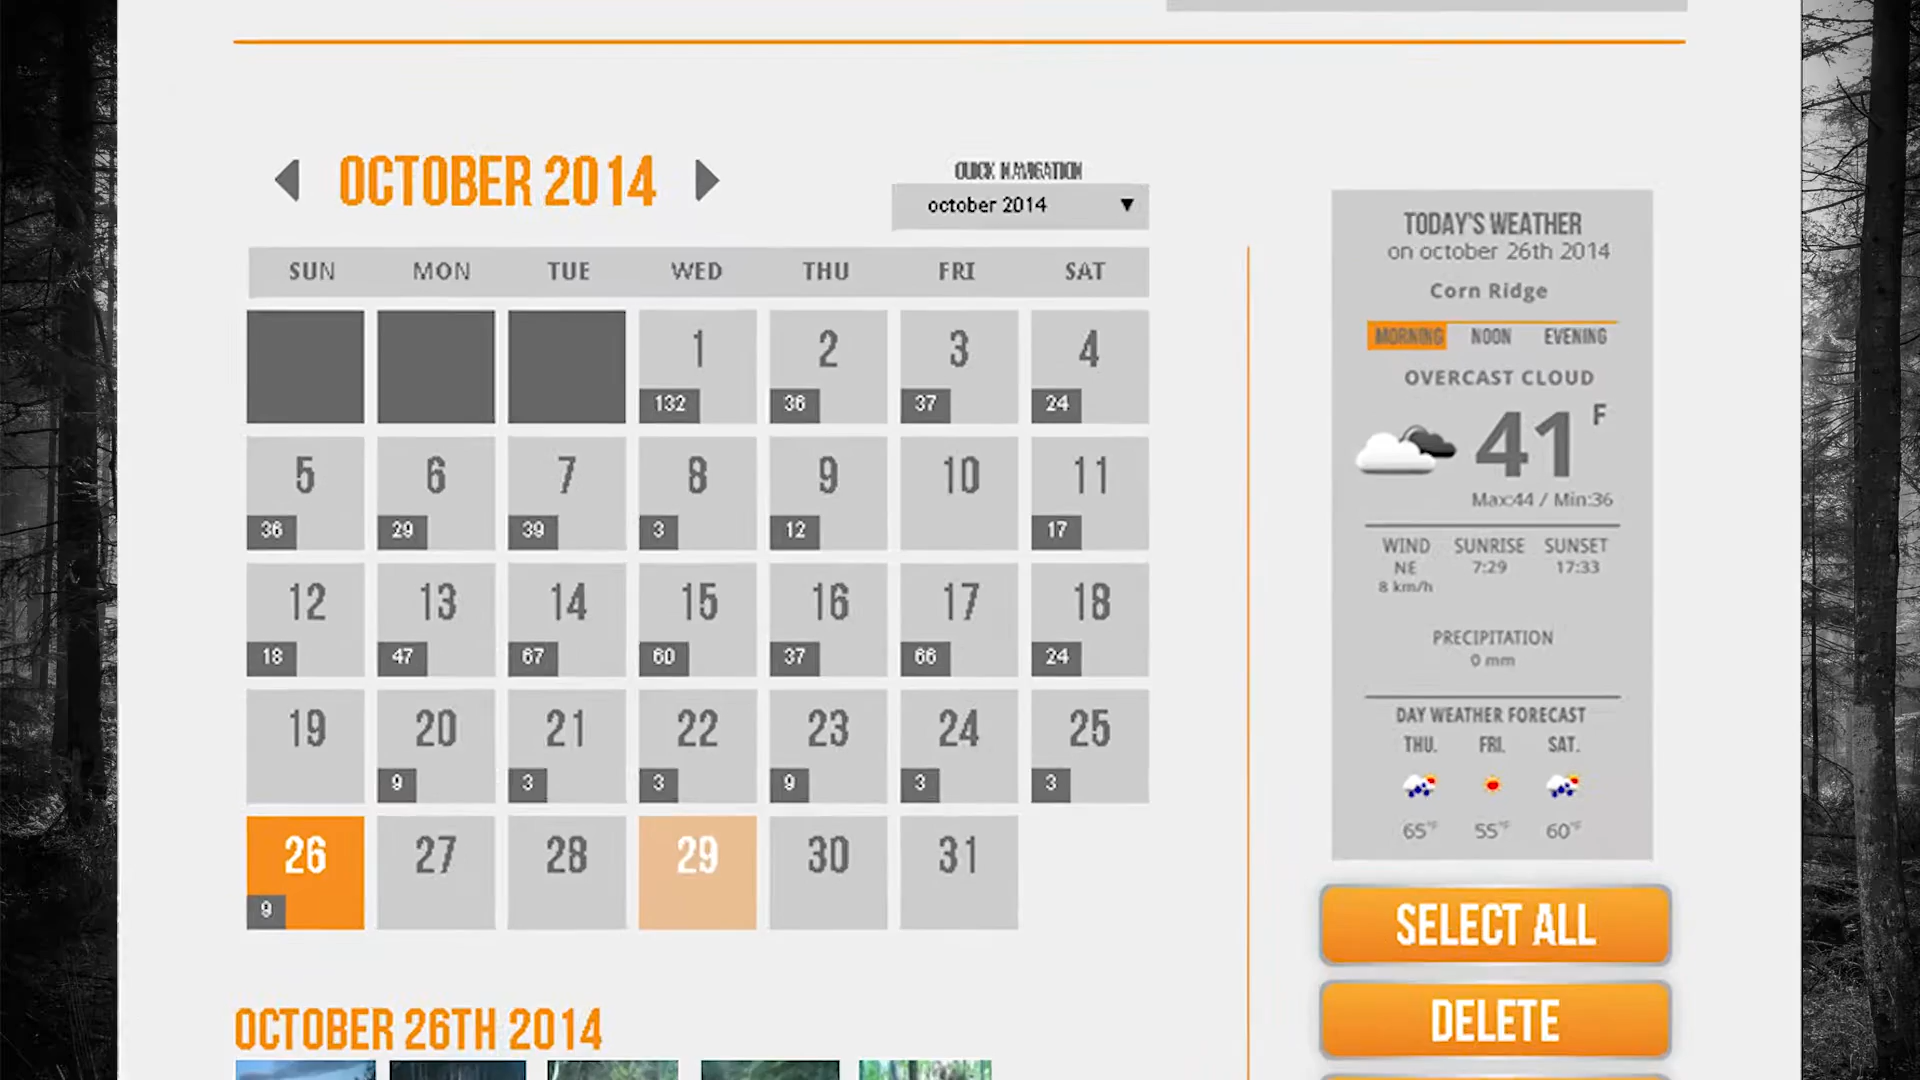 OCTOBER 2014
QUICK NAVIGATION
october 2014
SUN MON TUE WED THU FRI SAT
1 2 3 4
132 36 37 24
5 6 7 8 9 10 11
36 29 39 3 12 17
12 13 14 15 16 17 18
18 47 67 60 37 66 24
19 20 21 22 23 24 25
9 3 3 9 3 3
26 27 28 29 30 31
9
OCTOBER 26TH 2014
TODAY'S WEATHER
on october 26th 2014
Corn Ridge
MORNING NOON EVENING
OVERCAST CLOUD
41 F
Max:44 / Min:36
WIND SUNRISE SUNSET
NE 7:29 17:33
8 km/h
PRECIPITATION
0 mm
DAY WEATHER FORECAST
THU. FRI. SAT.
65°F 55°F 60°F
SELECT ALL
DELETE